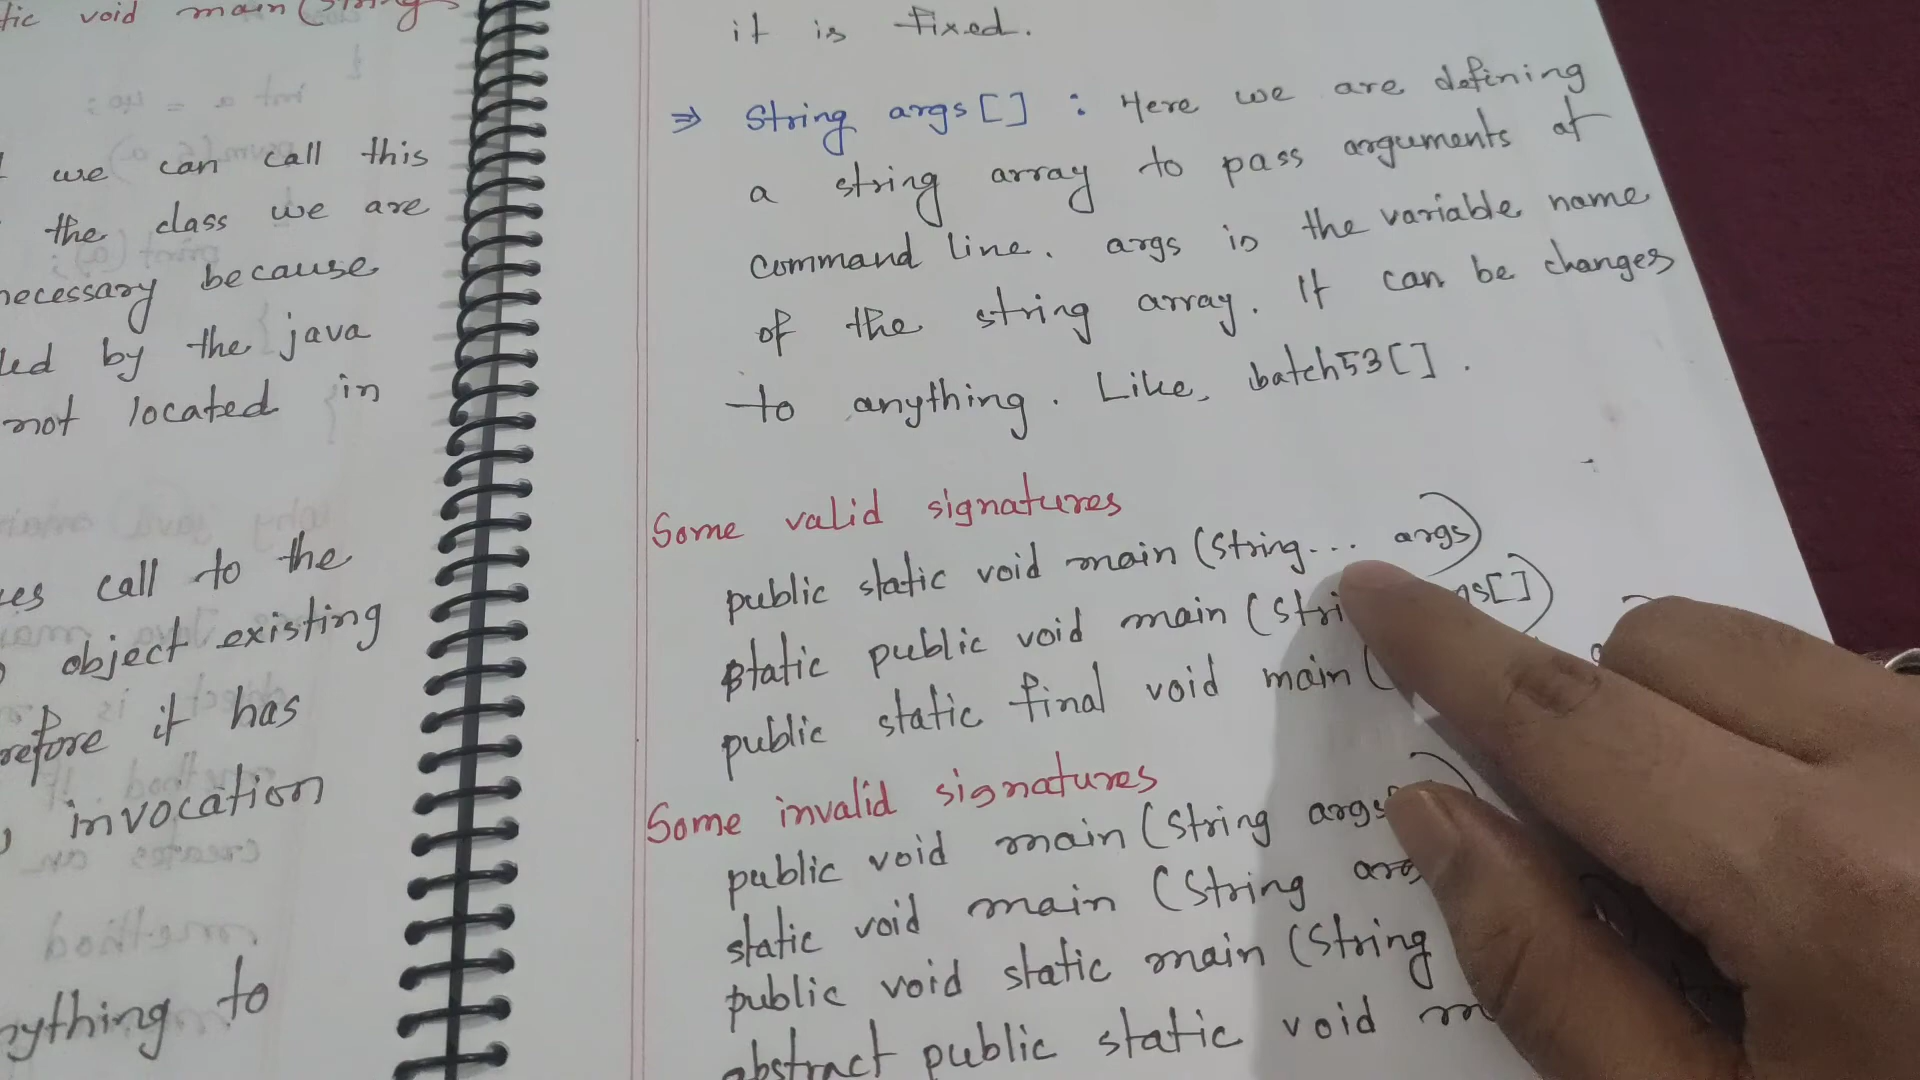 void main(String
we can call this
the class we are
necessary because
by the java
not located in
call to the
object existing
it has
invocation
to
it is fixed.
⇒ String args[] : Here we are defining
a string array to pass arguments at
command line. args is the variable name
of the string array. It can be changes
to anything. Like, batch53[].
Some valid signatures
public static void main(String... args)
static public void main(Stri
public static final void main(
Some invalid signatures
public void main(String args
static void main (String
public void static main(String
abstract public static void